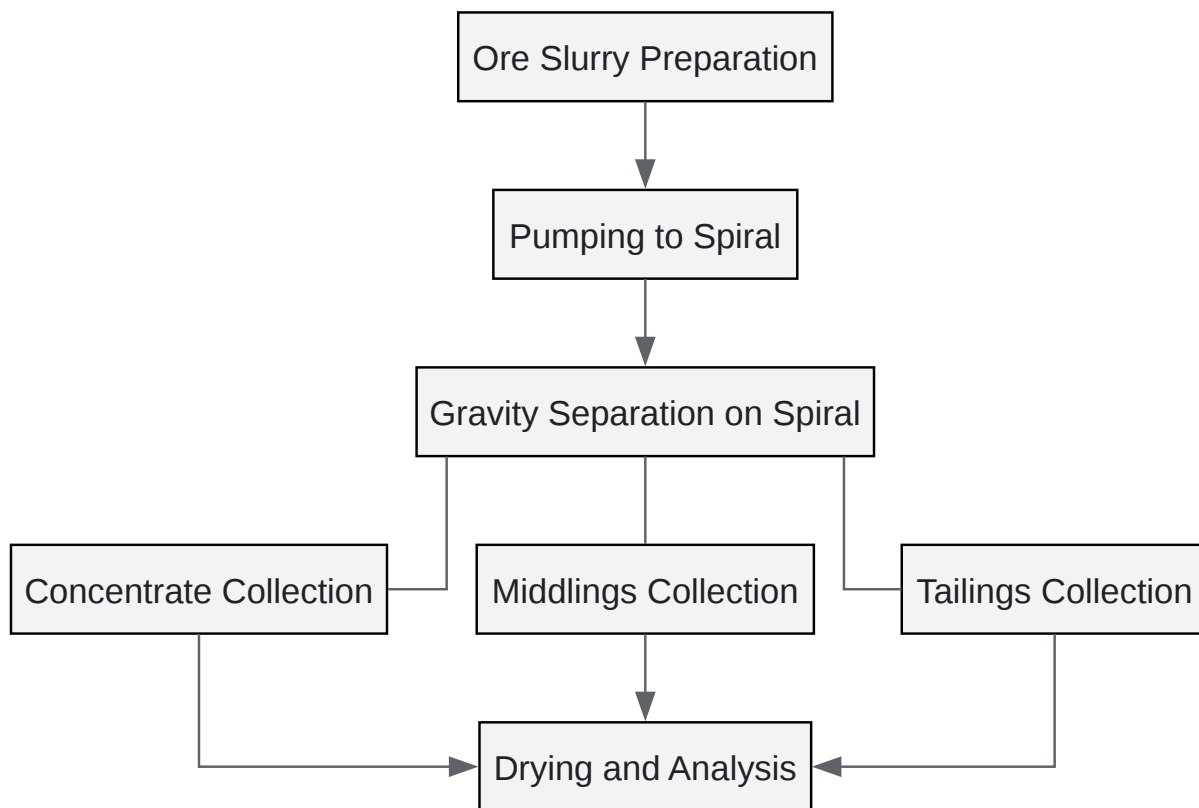 Ore Slurry Preparation
Pumping to Spiral
Gravity Separation on Spiral
Concentrate Collection
Middlings Collection
Tailings Collection
Drying and Analysis